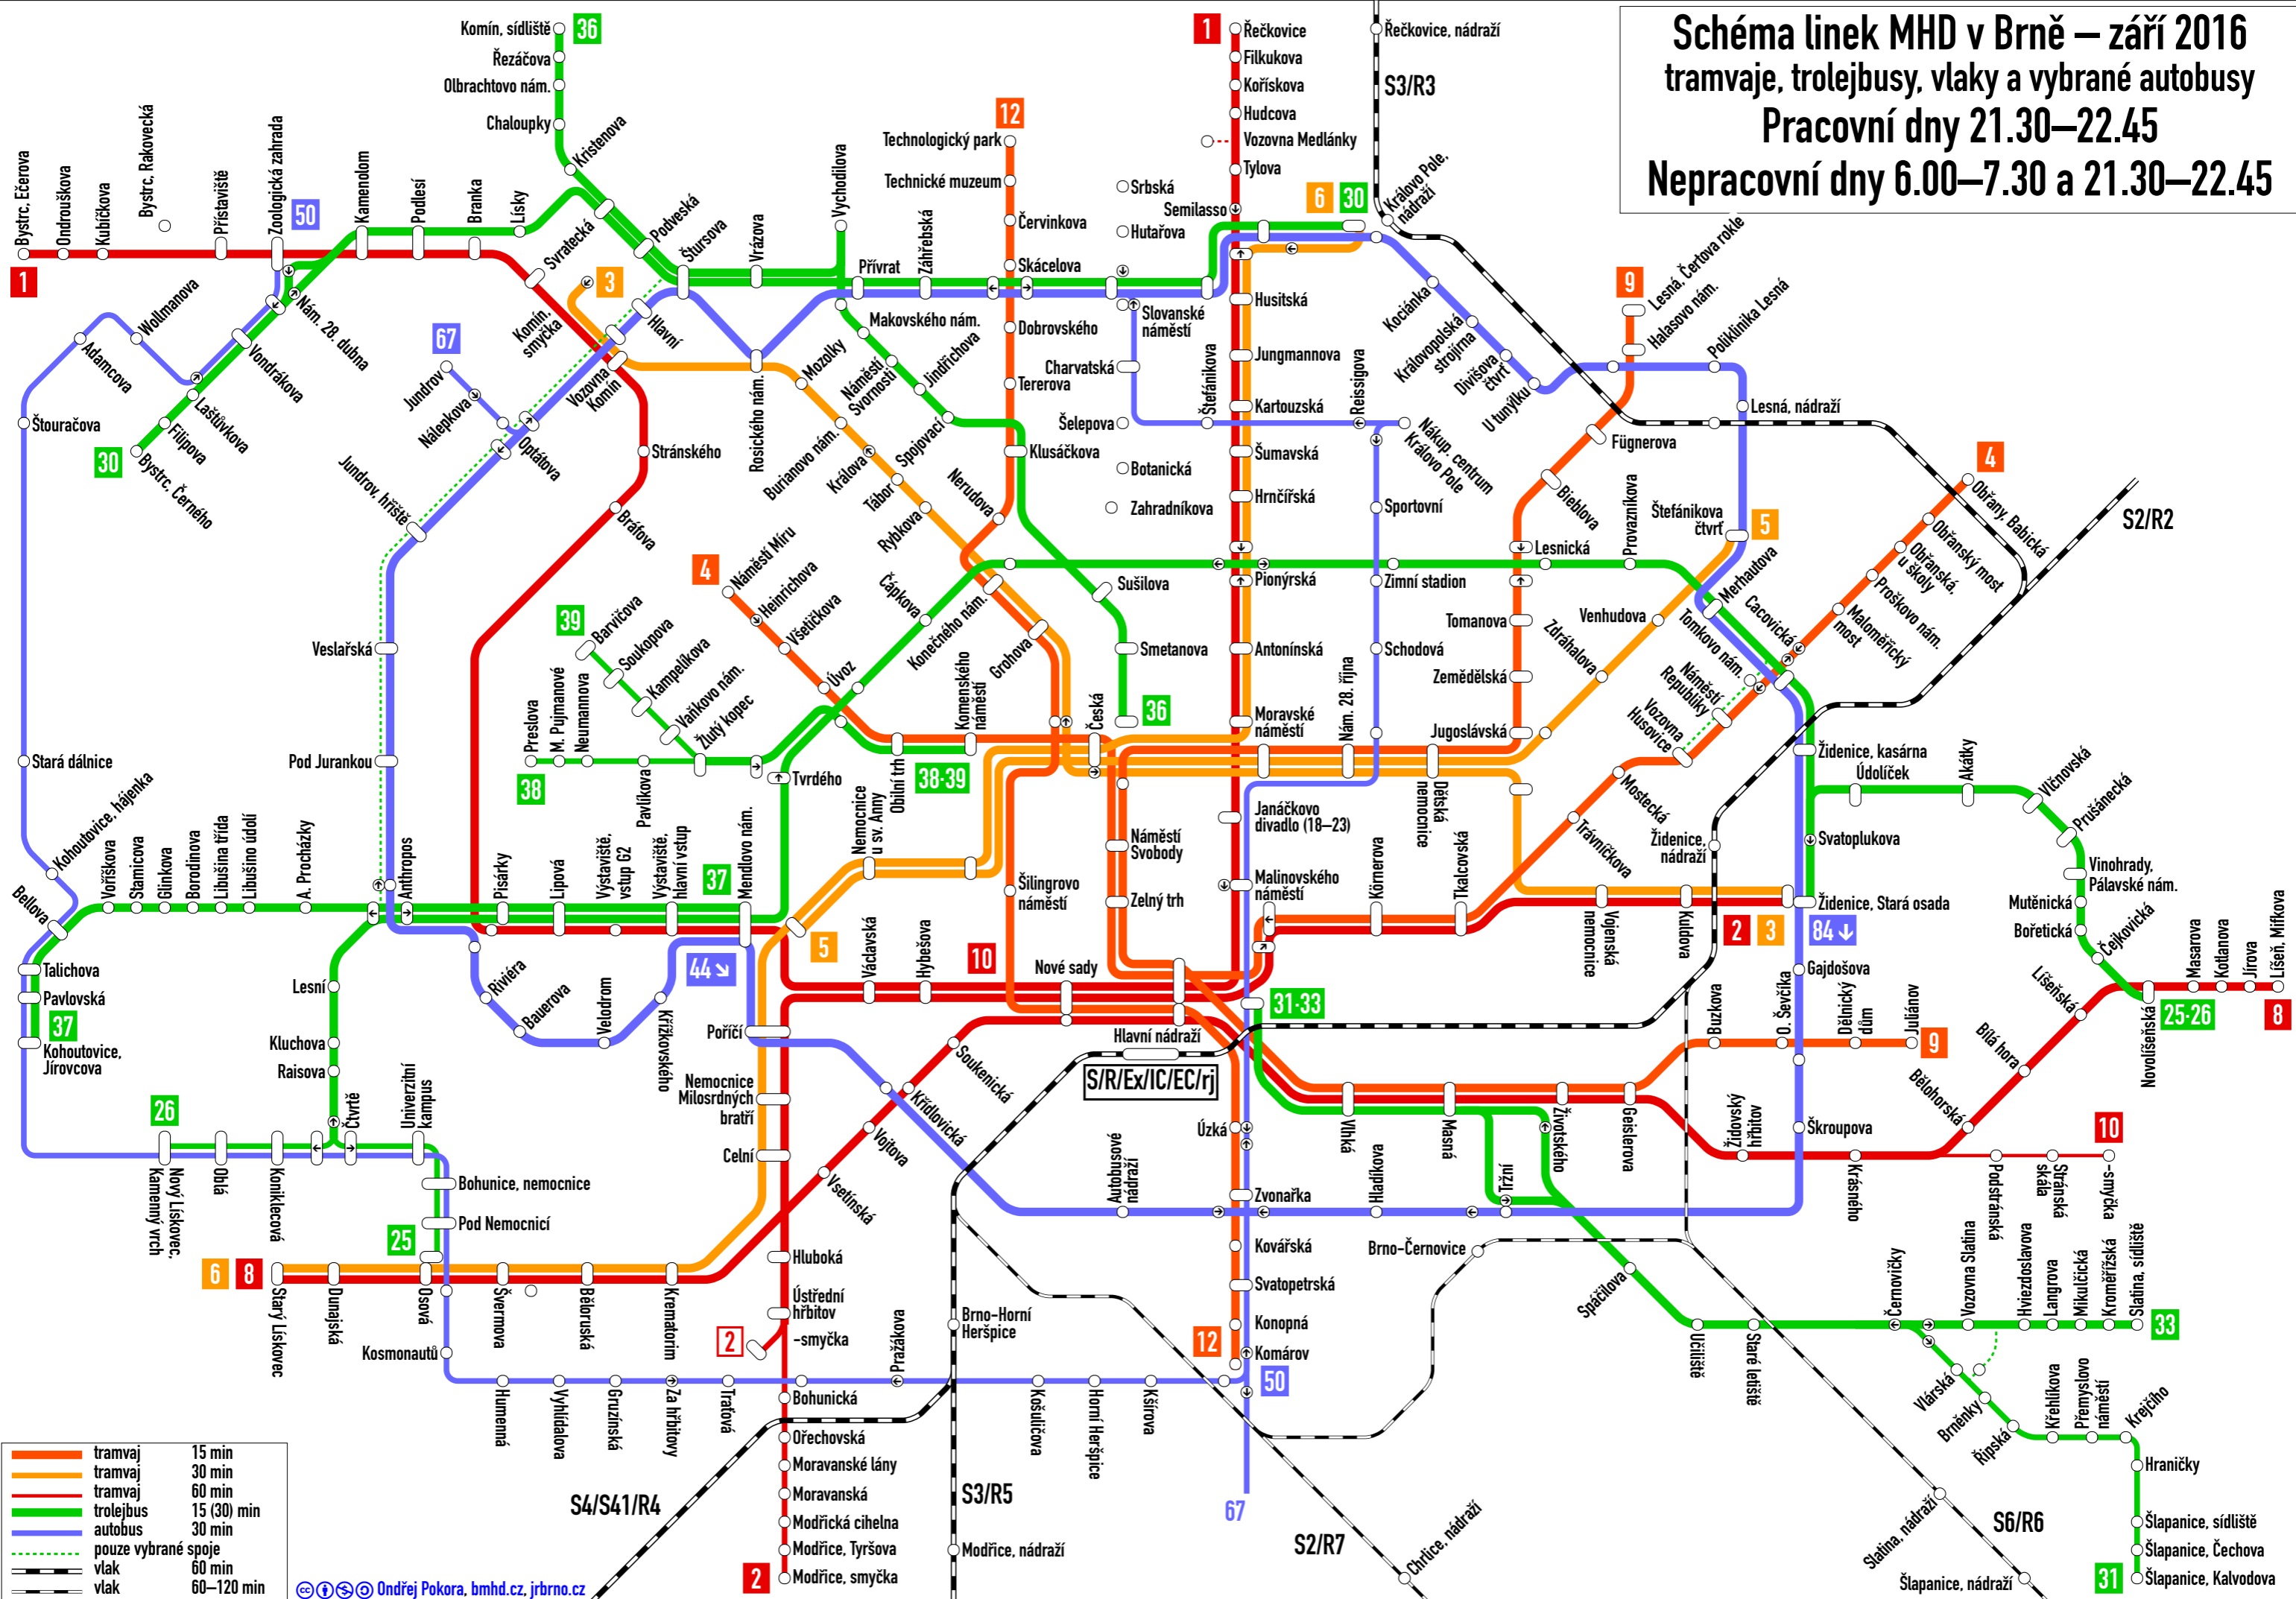 Schéma linek MHD v Brně – září 2016
tramvaje, trolejbusy, vlaky a vybrané autobusy
Pracovní dny 21.30–22.45
Nepracovní dny 6.00–7.30 a 21.30–22.45
Komín, sídliště
36
Řezáčova
Olbrachtovo nám.
Chaloupky
Kristenova
1
Řečkovice
Filkukova
Kořískova
Hudcova
Vozovna Medlánky
Tylova
Semilasso
Řečkovice, nádraží
S3/R3
12
Technologický park
Technické muzeum
Červinkova
Skácelova
Dobrovského
Tererova
Klusáčkova
Nerudova
Srbská
Hutařova
6
30
Královo Pole,
nádraží
Bystrc, Ečerova
Ondrouškova
Kubíčkova
Bystrc, Rakovecká
Přístaviště
Zoologická zahrada
50
Kamenolom
Podlesí
Branka
Lísky
Svratecká
Podveská
Štursova
Vrázova
Vychodilova
Přívrat
Záhřebská
1
3
Komín,
smyčka
Hlavní
Vozovna
Komín
Wollmanova
Adamcova
Nám. 28. dubna
Vondrákova
Laštůvkova
Filipova
30
Bystrc, Černého
Štouračova
67
Jundrov
Nálepkova
Optátova
Jundrov, hřiště
Stránského
Bráfova
Rosického nám.
Mozolky
Burianovo nám.
Králova
Tábor
Rybkova
Makovského nám.
Náměstí
Svornosti
Jindřichova
Spojovací
Slovanské
náměstí
Charvatská
Šelepova
Botanická
Zahradníkova
Štefánikova
Husitská
Jungmannova
Kartouzská
Šumavská
Hrnčířská
Pionýrská
Antonínská
Moravské
náměstí
Reissigova
Nákup. centrum
Královo Pole
Sportovní
Zimní stadion
Schodová
Nám. 28. října
Kociánka
Královopolská
strojírna
Divišova
čtvrť
U tunýlku
9
Lesná, Čertova rokle
Halasovo nám.
Poliklinika Lesná
Lesná, nádraží
Fügnerova
Bieblova
Lesnická
Provazníkova
Štefánikova
čtvrť
5
Merhautova
Tomanova
Zemědělská
Jugoslávská
Venhudova
Zdráhalova
Tomkovo nám.
Cacovická
Náměstí
Republiky
Vozovna
Husovice
Mostecká
Trávníčkova
4
Obřany, Babická
Obřanský most
Obřanská,
u školy
Proškovo nám.
Maloměřický
most
S2/R2
4
Náměstí Míru
Heinrichova
Všetičkova
Úvoz
Čápkova
Konečného nám.
Grohova
Sušilova
Smetanova
36
Komenského
náměstí
Česká
Obilní trh
38-39
39
Barvičova
Soukopova
Kampelíkova
Vaňkovo nám.
Žlutý kopec
Preslova
M. Pujmanové
Neumannova
Pavlíkova
38
Tvrdého
Veslařská
Pod Jurankou
Stará dálnice
Kohoutovice, hájenka
Bellova
Voříškova
Stamicova
Glinkova
Borodinova
Libušina třída
Libušino údolí
A. Procházky
Anthropos
Pisárky
Lipová
Výstaviště,
vstup G2
Výstaviště,
hlavní vstup
37
Mendlovo nám.
Nemocnice
u sv. Anny
5
Václavská
Hybešova
10
Šilingrovo
náměstí
Nové sady
Náměstí
Svobody
Zelný trh
Janáčkovo
divadlo (18–23)
Malinovského
náměstí
Dětská
nemocnice
Körnerova
Tkalcovská
Vojenská
nemocnice
Kuldova
2
3
84
Židenice,
nádraží
Židenice, kasárna
Údolíček
Akátky
Vlčnovská
Prušánecká
Svatoplukova
Židenice, Stará osada
Vinohrady,
Pálavské nám.
Mutěnická
Bořetická
Čejkovická
Gajdošova
Masarova
Kotlanova
Jírova
Líšeň, Mifkova
8
25-26
Novolíšeňská
Líšeňská
Bílá hora
Bělohorská
Talichova
Pavlovská
37
Kohoutovice,
Jírovcova
Lesní
Kluchova
Raisova
44
Riviéra
Bauerova
Velodrom
Křížkovského
Poříčí
Nemocnice
Milosrdných
bratří
Celní
Hluboká
Ústřední
hřbitov
–smyčka
2
Soukenická
Křídlovická
Vojtova
Vsetínská
Hlavní nádraží
S/R/Ex/IC/EC/rj
31-33
Úzká
Autobusové
nádraží
Zvonařka
Hladíkova
Kovářská
Svatopetrská
Konopná
Komárov
12
50
67
Vlhká
Masná
Životského
Geislerova
Tržní
Buzkova
O. Ševčíka
Dělnický
dům
Juliánov
9
Židovský
hřbitov
Škroupova
Krásného
10
Podstránská
Stránská
skála
–smyčka
26
Nový Lískovec,
Kamenný vrch
Oblá
Koniklecová
Čtvrtě
Univerzitní
kampus
Bohunice, nemocnice
Pod Nemocnicí
25
6
8
Starý Lískovec
Dunajská
Osová
Švermova
Běloruská
Krematorim
Kosmonautů
Humenná
Vyhlídalova
Gruzínská
Za hřbitovy
Traťová
Pražákova
Košuličova
Horní Heršpice
Kšírova
Brno-Horní
Heršpice
Brno-Černovice
Spáčilova
Učiliště
Staré letiště
Černovičky
Vozovna Slatina
Hviezdoslavova
Langrova
Mikulčická
Kroměřížská
Slatina, sídliště
33
Vlárská
Brněnky
Řipská
Křehlíkova
Přemyslovo
náměstí
Krejčího
Hraničky
Šlapanice, sídliště
Šlapanice, Čechova
31
Šlapanice, Kalvodova
Bohunická
Ořechovská
Moravanské lány
Moravanská
Modřická cihelna
Modřice, Tyršova
2
Modřice, smyčka
S4/S41/R4
S3/R5
Modřice, nádraží
S2/R7
Chrlice, nádraží
Slatina, nádraží
S6/R6
Šlapanice, nádraží
tramvaj 15 min
tramvaj 30 min
tramvaj 60 min
trolejbus 15 (30) min
autobus 30 min
pouze vybrané spoje
vlak 60 min
vlak 60–120 min
Ondřej Pokora, bmhd.cz, jrbrno.cz